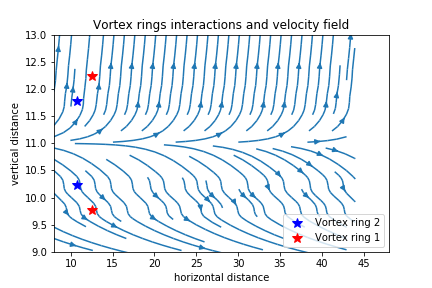 Vortex rings interactions and velocity field
vertical distance
13.0
12.5
12.0
11.5
11.0
10.5
10.0
9.5
9.0
10 15 20 25 30 35 40 45
horizontal distance
Vortex ring 2
Vortex ring 1